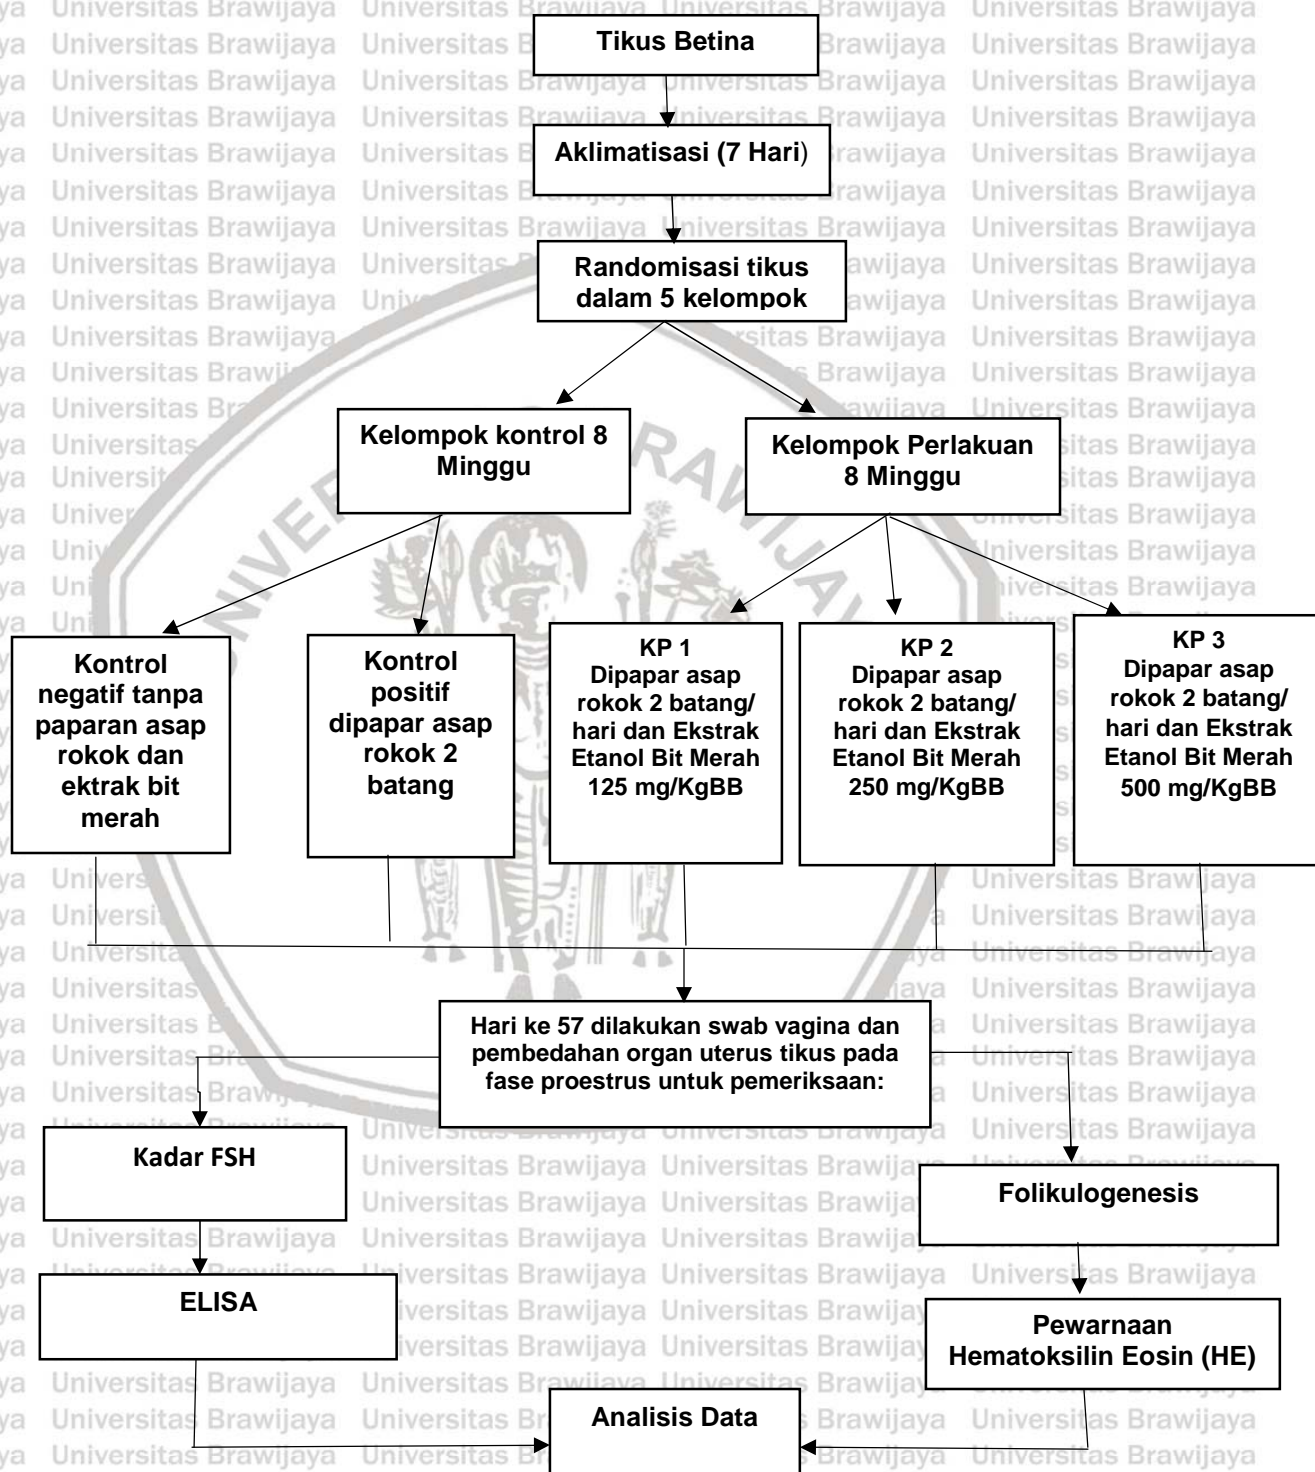 Tikus Betina
Aklimatisasi (7 Hari)
Randomisasi tikus
dalam 5 kelompok
Kelompok kontrol 8
Minggu
Kelompok Perlakuan
8 Minggu
Kontrol
negatif tanpa
paparan asap
rokok dan
ektrak bit
merah
Kontrol
positif
dipapar asap
rokok 2
batang
KP 1
Dipapar asap
rokok 2 batang/
hari dan Ekstrak
Etanol Bit Merah
125 mg/KgBB
KP 2
Dipapar asap
rokok 2 batang/
hari dan Ekstrak
Etanol Bit Merah
250 mg/KgBB
KP 3
Dipapar asap
rokok 2 batang/
hari dan Ekstrak
Etanol Bit Merah
500 mg/KgBB
Hari ke 57 dilakukan swab vagina dan
pembedahan organ uterus tikus pada
fase proestrus untuk pemeriksaan:
Kadar FSH
Folikulogenesis
ELISA
Pewarnaan
Hematoksilin Eosin (HE)
Analisis Data